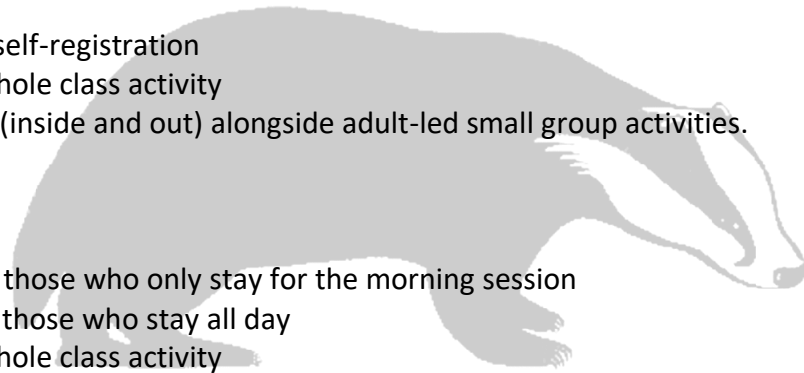 self-registration
hole class activity
(inside and out) alongside adult-led small group activities.
those who only stay for the morning session
those who stay all day
hole class activity